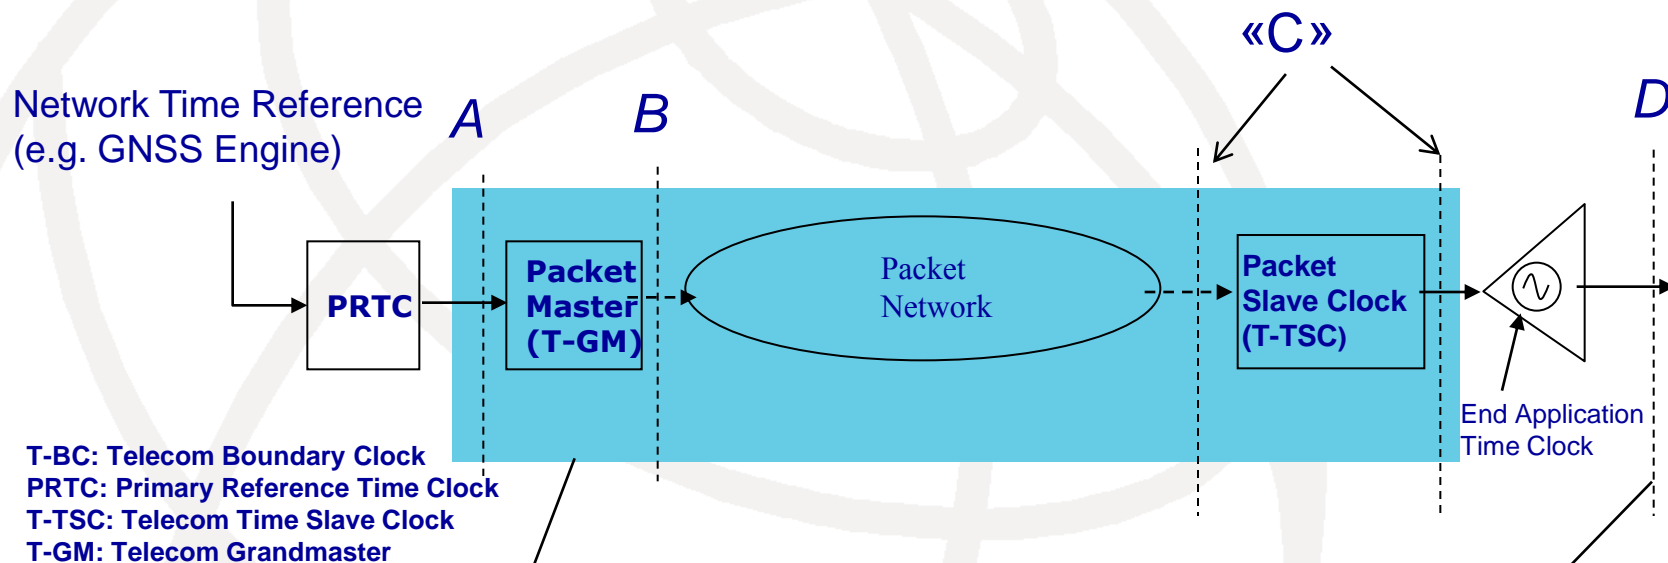 «C»
Network Time Reference
(e.g. GNSS Engine)
A
B
D
PRTC
Packet
Master
(T-GM)
Packet
Network
Packet
Slave Clock
(T-TSC)
End Application
Time Clock
T-BC: Telecom Boundary Clock
PRTC: Primary Reference Time Clock
T-TSC: Telecom Time Slave Clock
T-GM: Telecom Grandmaster